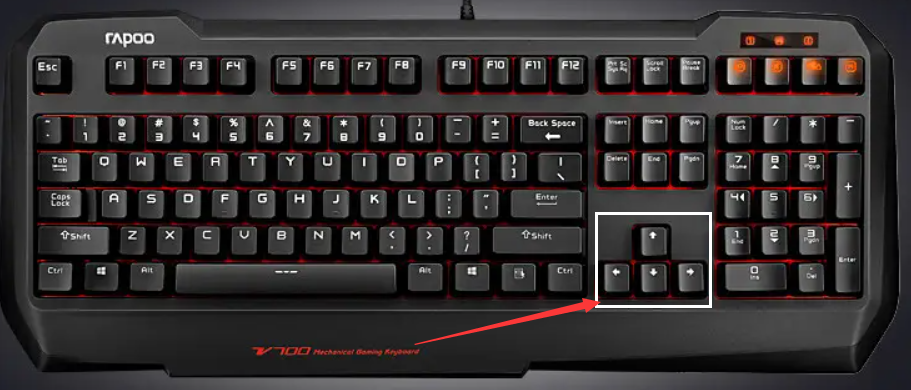 rapoo
Esc F1 F2 F3 F4 F5 F6 F7 F8 F9 F10 F11 F12 Prt Sc Sys Rq Scroll Lock Pause Break
~ ! @ # $ % ^ & * ( ) - + Back Space Insert Home Pgup Num Lock / * -
1 2 3 4 5 6 7 8 9 0 =
Tab Q W E R T Y U I O P { } | Delete End Pgdn 7 8 9 +
[ ] \ Home Pgup
Caps Lock A S D F G H J K L : " Enter 4 5 6
; '
Shift Z X C V B N M < > ? Shift 1 2 3 Enter
, . / End Pgdn
Ctrl Alt Alt Ctrl 0 .
Ins Del
V700 Mechanical Gaming Keyboard